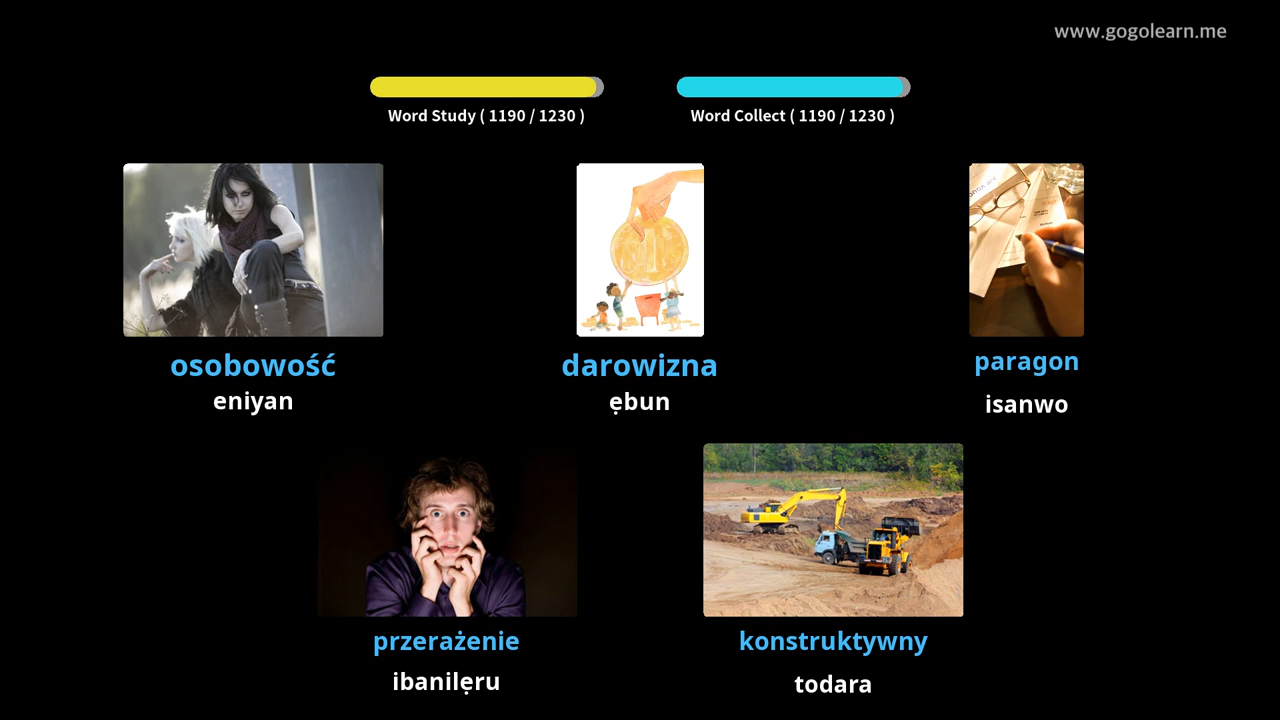 www.gogolearn.me
Word Study ( 1190 / 1230 )
Word Collect ( 1190 / 1230 )
osobowość
eniyan
darowizna
ẹbun
paragon
isanwo
przerażenie
ibanilẹru
konstruktywny
todara